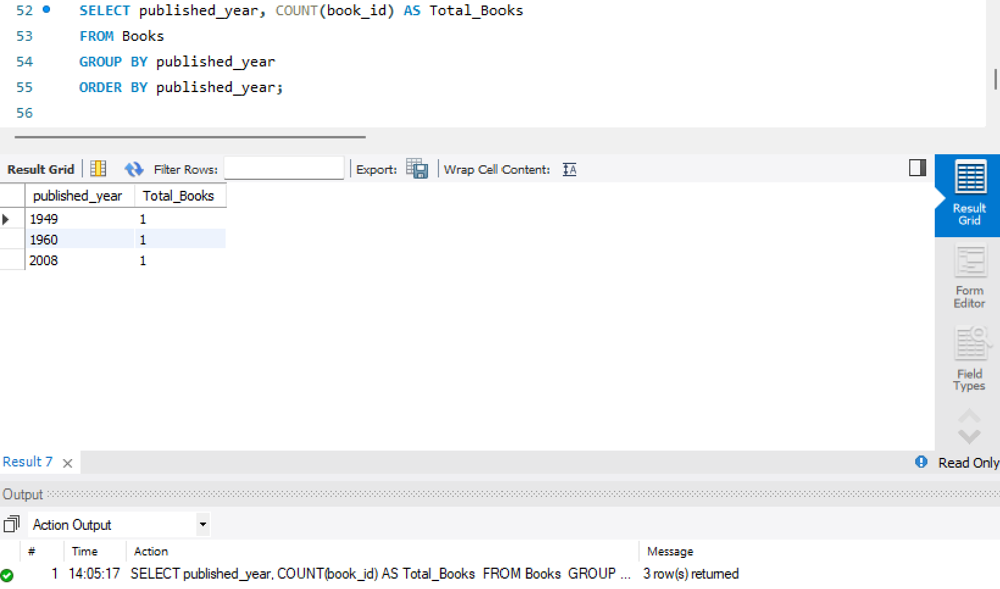 52 SELECT published_year, COUNT(book_id) AS Total_Books
53 FROM Books
54 GROUP BY published_year
55 ORDER BY published_year;
56
Result Grid Filter Rows: Export: Wrap Cell Content: IA
published_year Total_Books
1949 1
1960 1
2008 1
Result
Grid
Form
Editor
Field
Types
Result 7 Read Only
Output
Action Output
# Time Action Message
1 14:05:17 SELECT published_year, COUNT(book_id) AS Total_Books FROM Books GROUP ... 3 row(s) returned